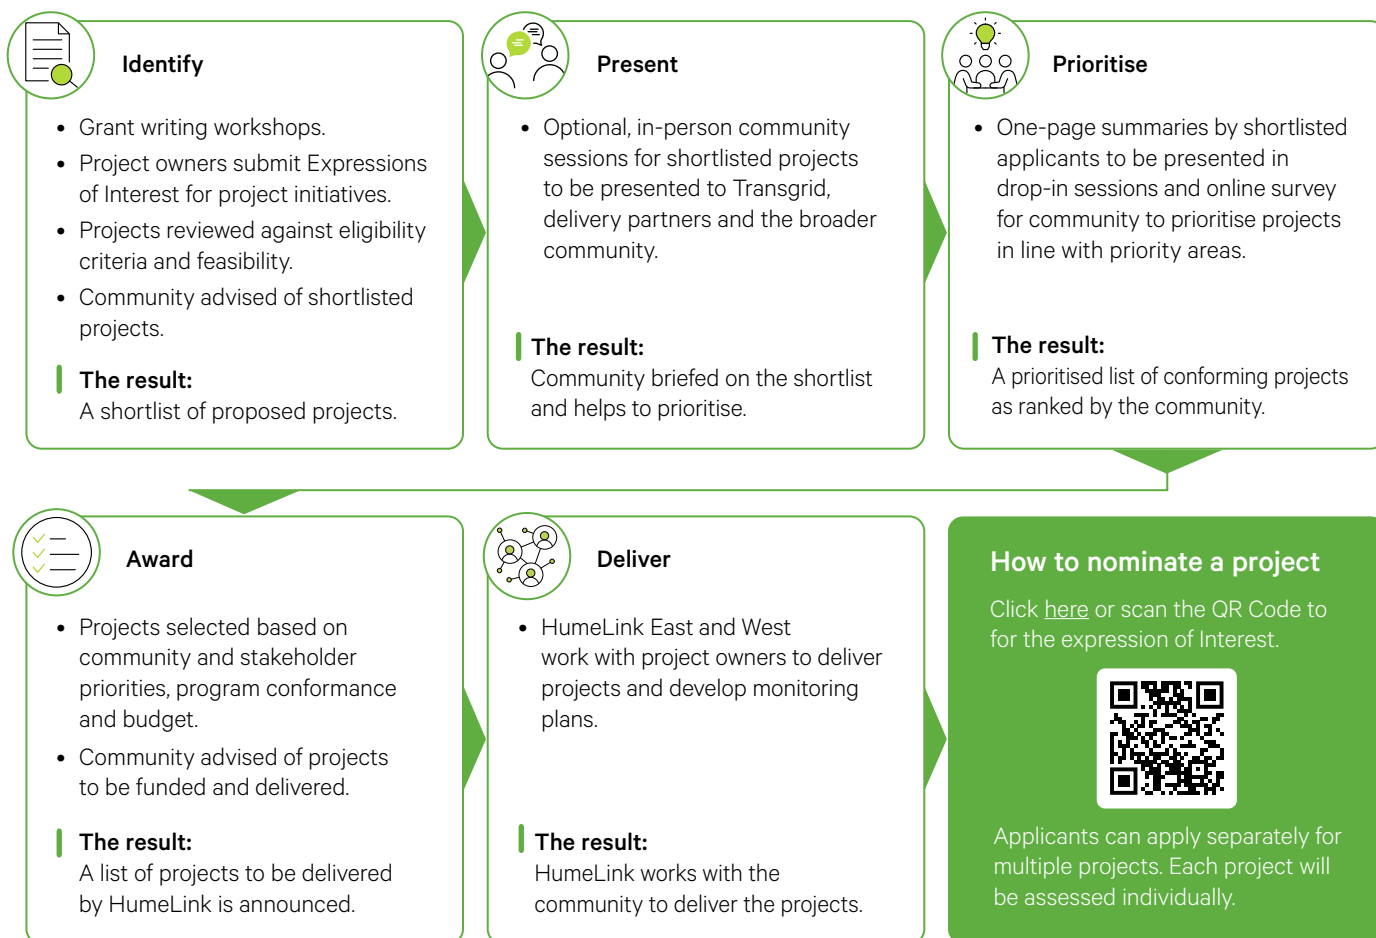 Identify
• Grant writing workshops.
• Project owners submit Expressions
of Interest for project initiatives.
• Projects reviewed against eligibility
criteria and feasibility.
• Community advised of shortlisted
projects.
The result:
A shortlist of proposed projects.
Present
• Optional, in-person community
sessions for shortlisted projects
to be presented to Transgrid,
delivery partners and the broader
community.
The result:
Community briefed on the shortlist
and helps to prioritise.
Prioritise
• One-page summaries by shortlisted
applicants to be presented in
drop-in sessions and online survey
for community to prioritise projects
in line with priority areas.
The result:
A prioritised list of conforming projects
as ranked by the community.
Award
• Projects selected based on
community and stakeholder
priorities, program conformance
and budget.
• Community advised of projects
to be funded and delivered.
The result:
A list of projects to be delivered
by HumeLink is announced.
Deliver
• HumeLink East and West
work with project owners to deliver
projects and develop monitoring
plans.
The result:
HumeLink works with the
community to deliver the projects.
How to nominate a project
Click here or scan the QR Code to
for the expression of Interest.
Applicants can apply separately for
multiple projects. Each project will
be assessed individually.